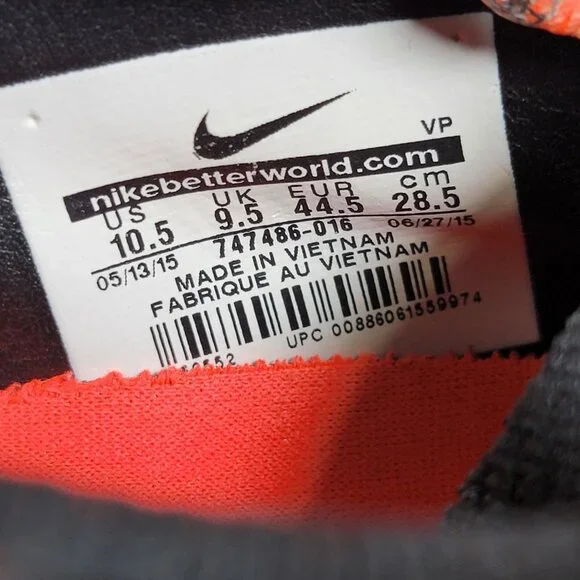 VP
nikebetterworld.com
US UK EUR cm
10.5 9.5 44.5 28.5
05/13/15 747486-016 06/27/15
MADE IN VIETNAM
FABRIQUE AU VIETNAM
UPC 00886061559974